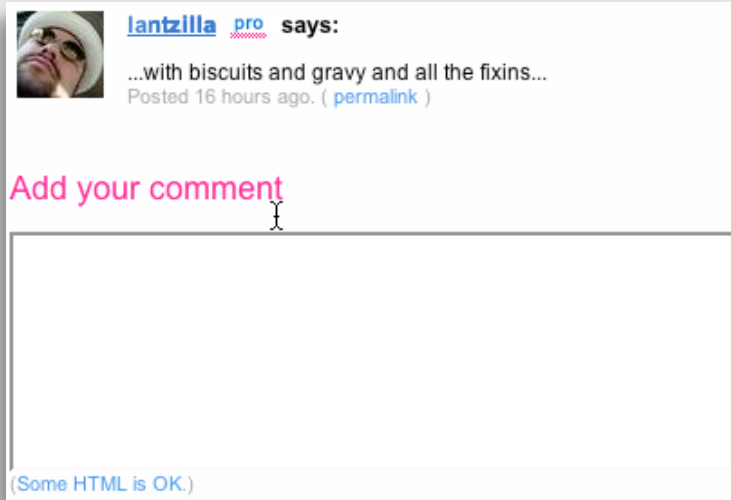 lantzilla pro says:
...with biscuits and gravy and all the fixins...
Posted 16 hours ago. ( permalink )
Add your comment
(Some HTML is OK.)